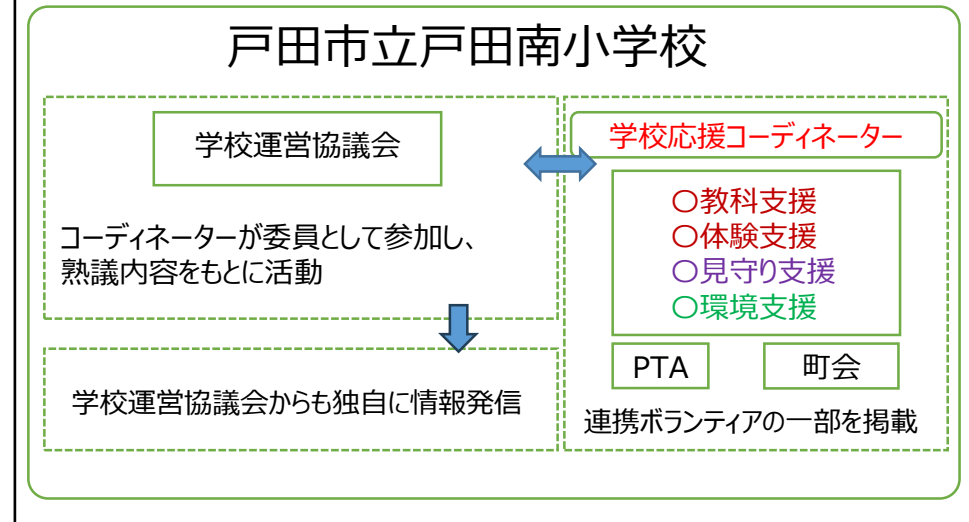 戸田市立戸田南小学校
学校運営協議会
コーディネーターが委員として参加し、
熟議内容をもとに活動
学校運営協議会からも独自に情報発信
学校応援コーディネーター
〇教科支援
〇体験支援
〇見守り支援
〇環境支援
PTA
町会
連携ボランティアの一部を掲載